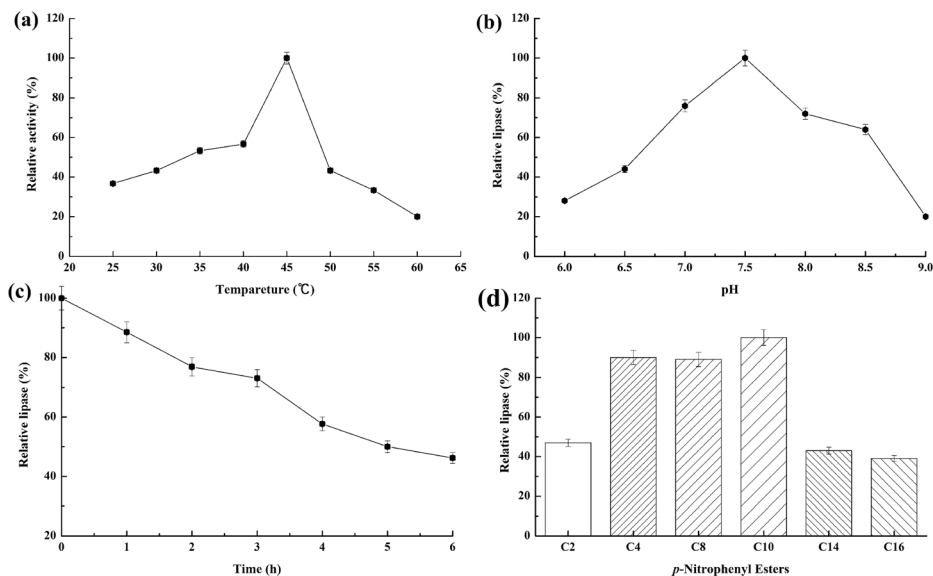 (a)
120
100
80
60
40
20
0
Relative activity (%)
20 25 30 35 40 45 50 55 60 65
Tempareture (℃)
(b)
120
100
80
60
40
20
0
Relative lipase (%)
6.0 6.5 7.0 7.5 8.0 8.5 9.0
pH
(c)
100
80
60
40
20
Relative lipase (%)
0 1 2 3 4 5 6
Time (h)
(d)
120
100
80
60
40
20
0
Relative lipase (%)
C2 C4 C8 C10 C14 C16
p-Nitrophenyl Esters